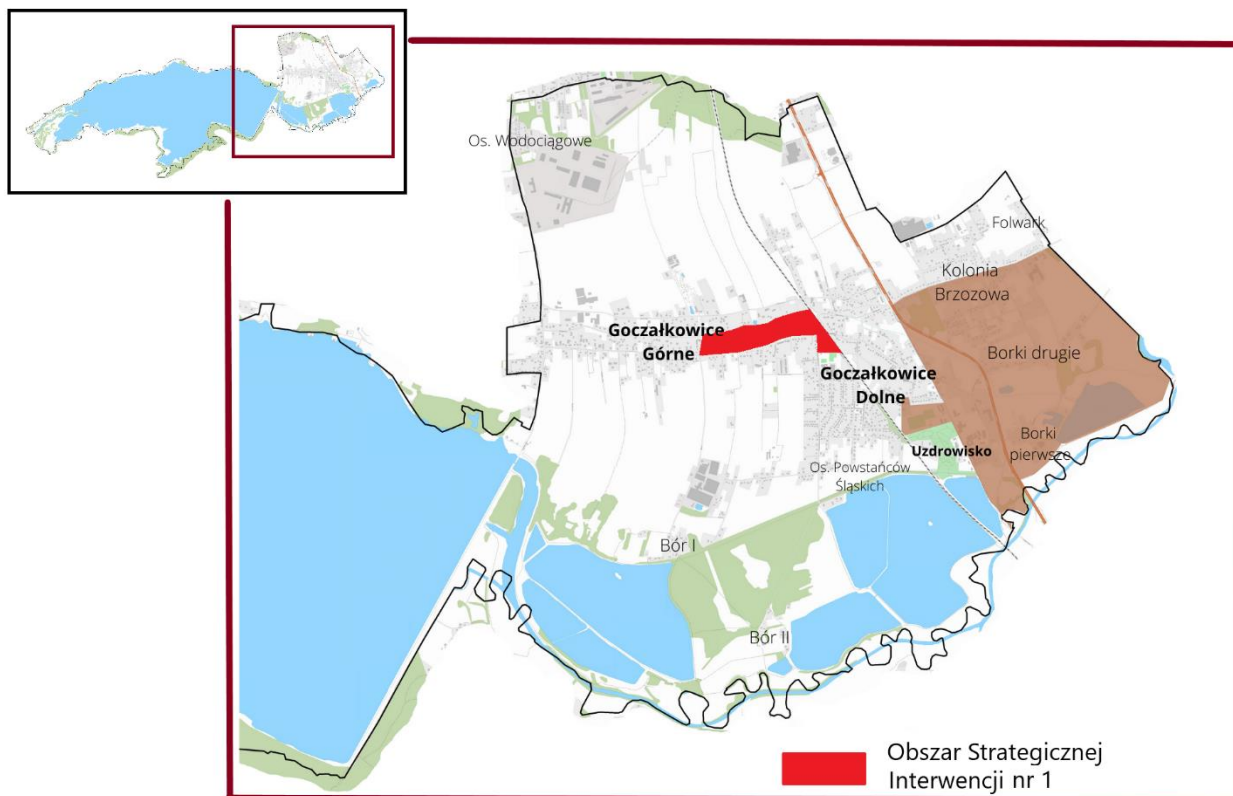 Os. Wodociągowe
Folwark
Kolonia
Brzozowa
Goczałkowice
Górne
Borki drugie
Goczałkowice
Dolne
Borki
pierwsze
Uzdrowisko
Os. Powstańców
Śląskich
Bór I
Bór II
Obszar Strategicznej
Interwencji nr 1